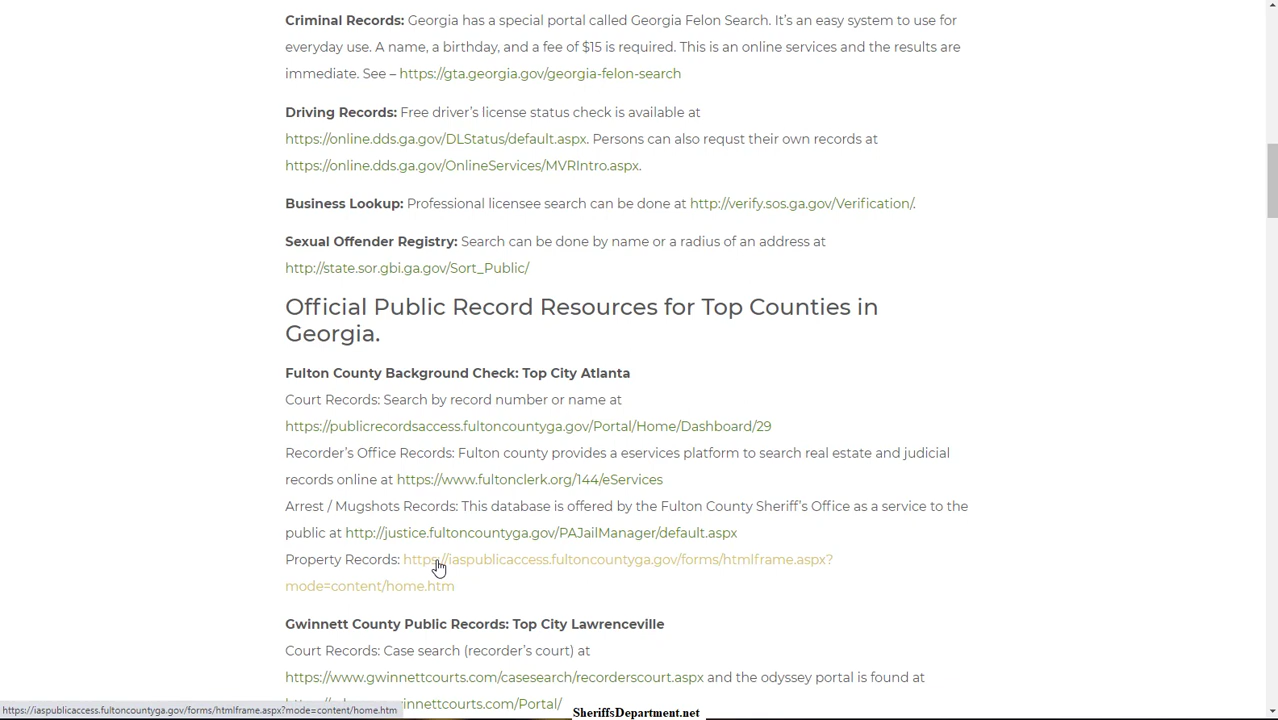 Criminal Records: Georgia has a special portal called Georgia Felon Search. It's an easy system to use for
everyday use. A name, a birthday, and a fee of $15 is required. This is an online services and the results are
immediate. See – https://gta.georgia.gov/georgia-felon-search
Driving Records: Free driver's license status check is available at
https://online.dds.ga.gov/DLStatus/default.aspx. Persons can also requst their own records at
https://online.dds.ga.gov/OnlineServices/MVRIntro.aspx.
Business Lookup: Professional licensee search can be done at http://verify.sos.ga.gov/Verification/.
Sexual Offender Registry: Search can be done by name or a radius of an address at
http://state.sor.gbi.ga.gov/Sort_Public/
Official Public Record Resources for Top Counties in
Georgia.
Fulton County Background Check: Top City Atlanta
Court Records: Search by record number or name at
https://publicrecordsaccess.fultoncountyga.gov/Portal/Home/Dashboard/29
Recorder's Office Records: Fulton county provides a eservices platform to search real estate and judicial
records online at https://www.fultonclerk.org/144/eServices
Arrest / Mugshots Records: This database is offered by the Fulton County Sheriff's Office as a service to the
public at http://justice.fultoncountyga.gov/PAJailManager/default.aspx
Property Records: https://iaspublicaccess.fultoncountyga.gov/forms/htmlframe.aspx?
mode=content/home.htm
Gwinnett County Public Records: Top City Lawrenceville
Court Records: Case search (recorder's court) at
https://www.gwinnettcourts.com/casesearch/recorderscourt.aspx and the odyssey portal is found at
innettcourts.com/Portal/
https://iaspublicaccess.fultoncountyga.gov/forms/htmlframe.aspx?mode=content/home.htm
SheriffsDepartment.net